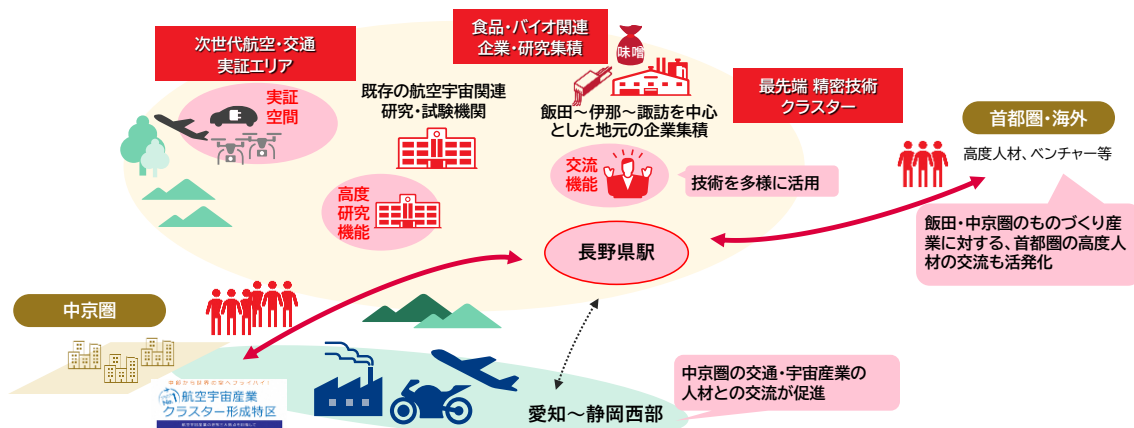 次世代航空・交通
実証エリア
食品・バイオ関連
企業・研究集積
味噌
最先端 精密技術
クラスター
実証
空間
既存の航空宇宙関連
研究・試験機関
飯田～伊那～諏訪を中心
とした地元の企業集積
首都圏・海外
高度人材、ベンチャー等
高度
研究
機能
交流
機能
技術を多様に活用
飯田・中京圏のものづくり産
業に対する、首都圏の高度人
材の交流も活発化
長野県駅
中京圏
航空宇宙産業
クラスター形成特区
中京圏の交通・宇宙産業の
人材との交流が促進
愛知～静岡西部